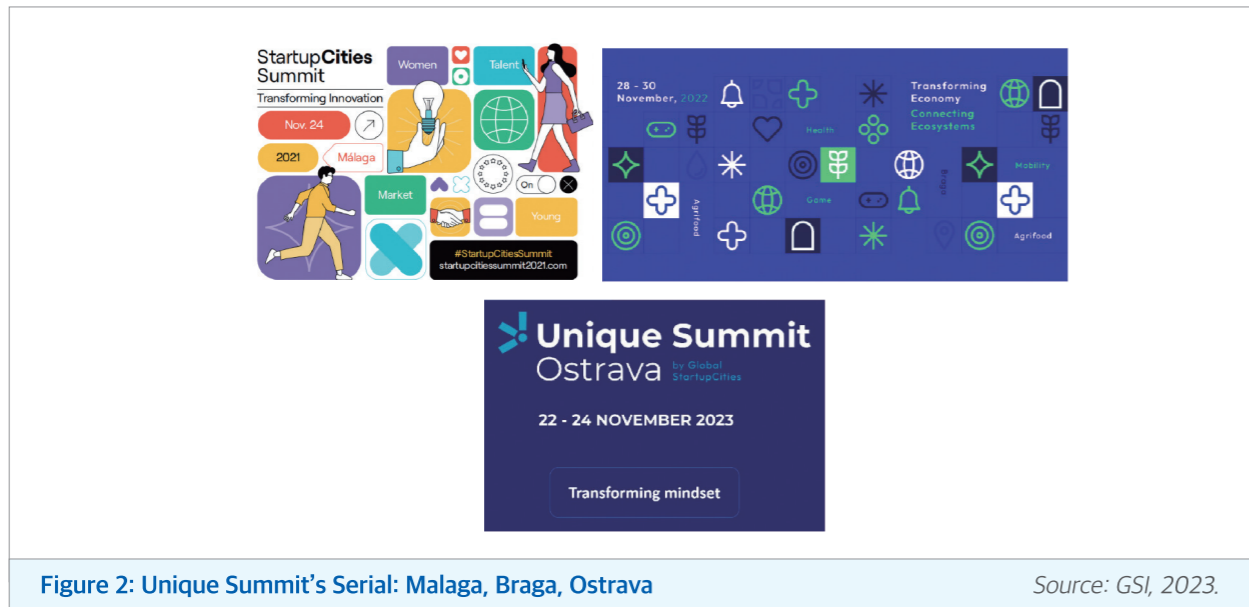 StartupCities
Summit
Transforming Innovation
Nov. 24
2021
Málaga
Women
Talent
Market
On
Young
#StartupCitiesSummit
startupcitiessummit2021.com
28 - 30
November, 2022
Transforming
Economy
Connecting
Ecosystems
Health
Mobility
Braga
Agrifood
Game
Agrifood
Unique Summit
Ostrava
by Global
StartupCities
22 - 24 NOVEMBER 2023
Transforming mindset
Figure 2: Unique Summit's Serial: Malaga, Braga, Ostrava
Source: GSI, 2023.